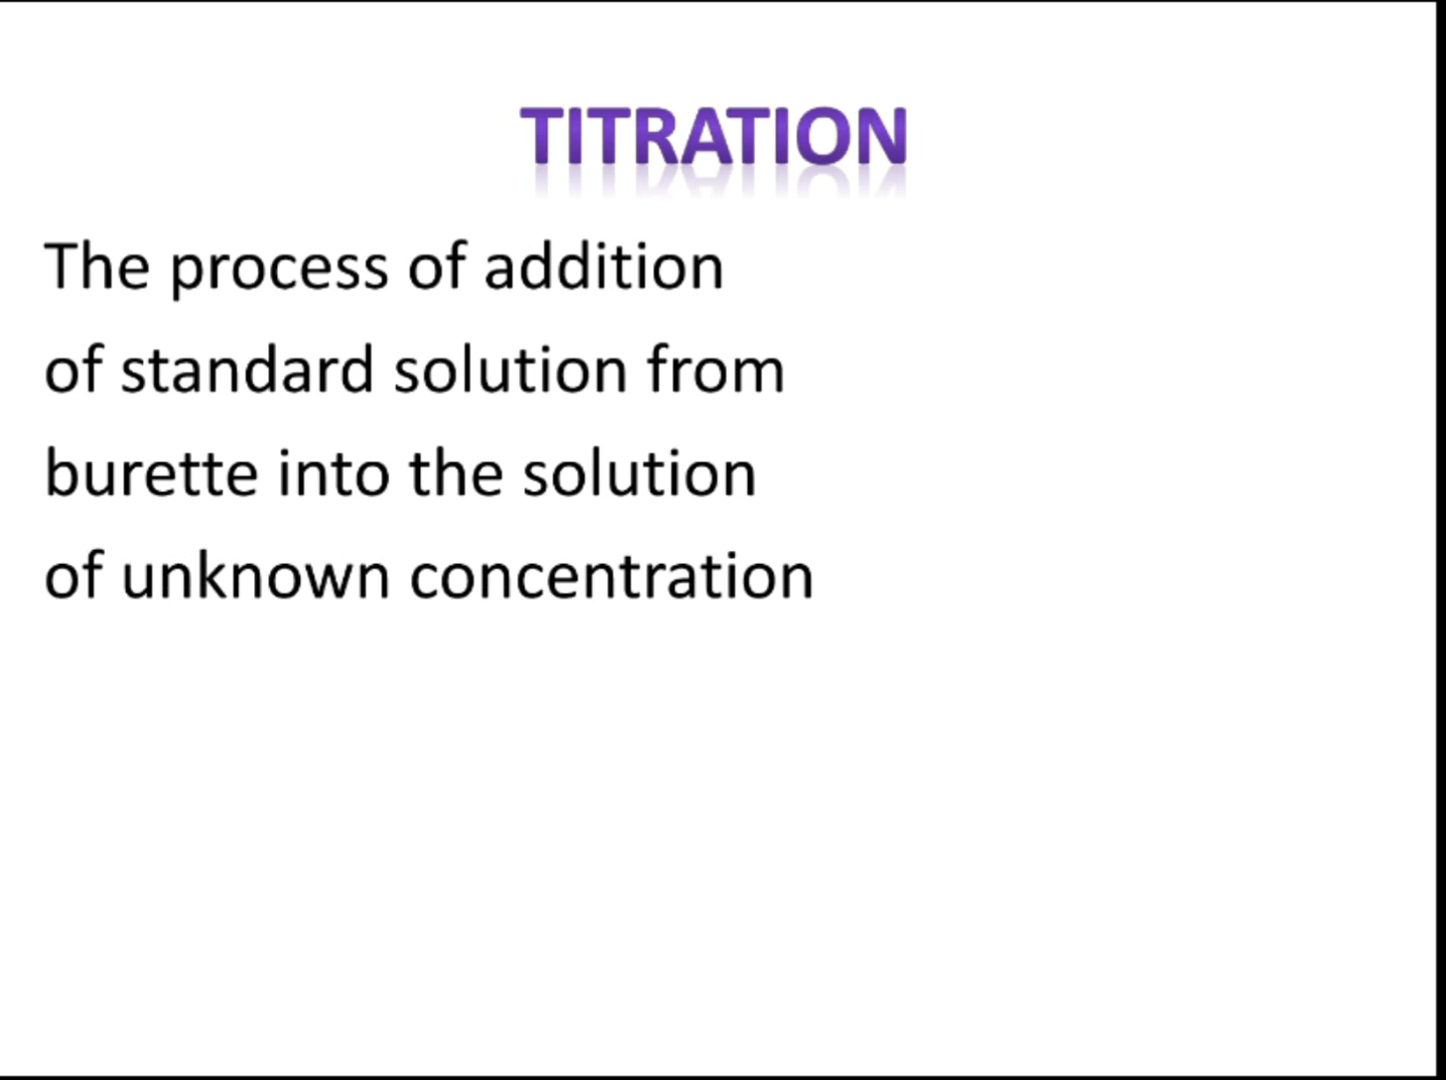 TITRATION
The process of addition
of standard solution from
burette into the solution
of unknown concentration